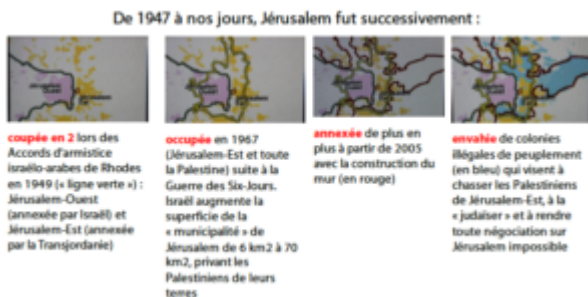 De 1947 à nos jours, Jérusalem fut successivement :
coupée en 2 lors des
Accords d'armistice
israélo-arabes de Rhodes
en 1949 (« ligne verte ») :
Jérusalem-Ouest
(annexée par Israël) et
Jérusalem-Est (annexée
par la Transjordanie)
occupée en 1967
(Jérusalem-Est et toute
la Palestine) suite à la
Guerre des Six-Jours.
Israël augmente la
superficie de la
« municipalité » de
Jérusalem de 6 km2 à 70
km2, privant les
Palestiniens de leurs
terres
annexée de plus en
plus à partir de 2005
avec la construction du
mur (en rouge)
envahie de colonies
illégales de peuplement
(en bleu) qui visent à
chasser les Palestiniens
de Jérusalem-Est, à la
« judaïser » et à rendre
toute négociation sur
Jérusalem impossible